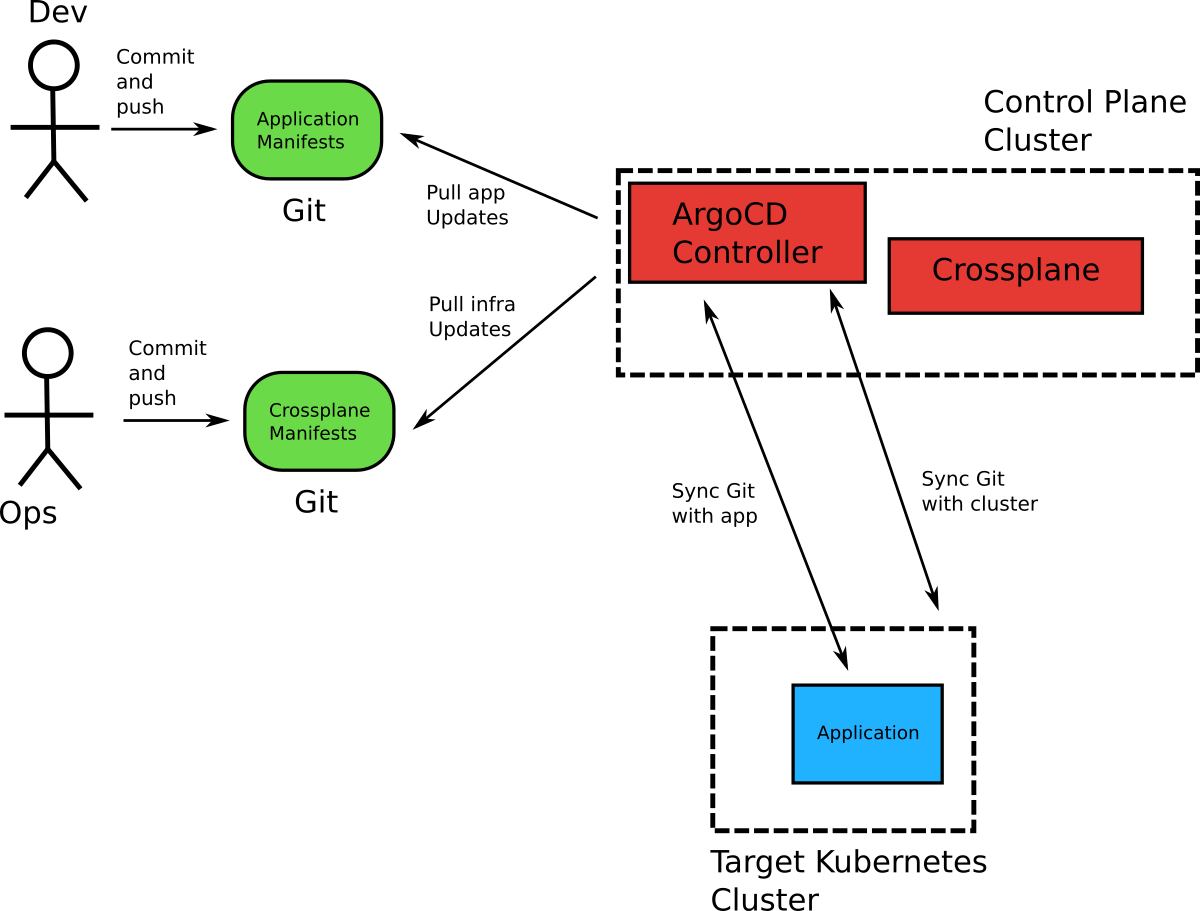 Dev
Commit
and
push
Application
Manifests
Git
Pull app
Updates
Control Plane
Cluster
ArgoCD
Controller
Crossplane
Pull infra
Updates
Commit
and
push
Crossplane
Manifests
Git
Ops
Sync Git
with app
Sync Git
with cluster
Application
Target Kubernetes
Cluster